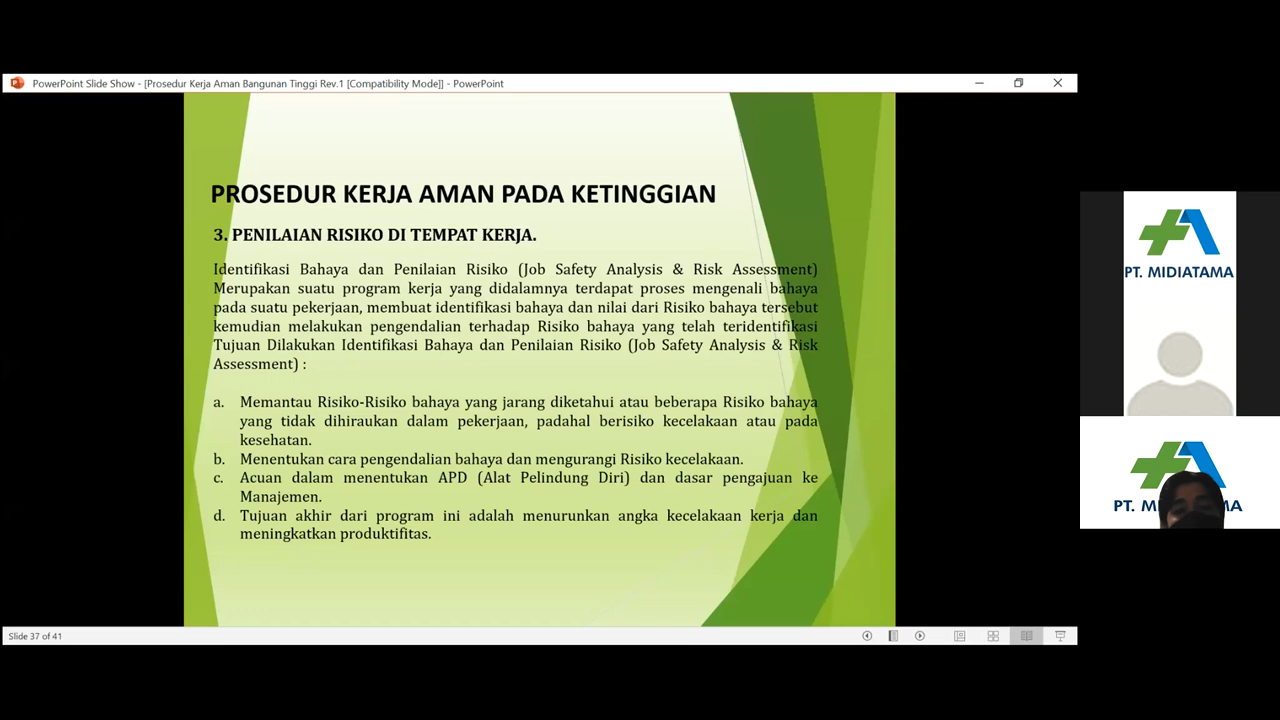 PowerPoint Slide Show - [Prosedur Kerja Aman Bangunan Tinggi Rev.1 [Compatibility Mode]] - PowerPoint
PROSEDUR KERJA AMAN PADA KETINGGIAN
3. PENILAIAN RISIKO DI TEMPAT KERJA.
Identifikasi Bahaya dan Penilaian Risiko (Job Safety Analysis & Risk Assessment)
Merupakan suatu program kerja yang didalamnya terdapat proses mengenali bahaya
pada suatu pekerjaan, membuat identifikasi bahaya dan nilai dari Risiko bahaya tersebut
kemudian melakukan pengendalian terhadap Risiko bahaya yang telah teridentifikasi
Tujuan Dilakukan Identifikasi Bahaya dan Penilaian Risiko (Job Safety Analysis & Risk
Assessment) :
a. Memantau Risiko-Risiko bahaya yang jarang diketahui atau beberapa Risiko bahaya
yang tidak dihiraukan dalam pekerjaan, padahal berisiko kecelakaan atau pada
kesehatan.
b. Menentukan cara pengendalian bahaya dan mengurangi Risiko kecelakaan.
c. Acuan dalam menentukan APD (Alat Pelindung Diri) dan dasar pengajuan ke
Manajemen.
d. Tujuan akhir dari program ini adalah menurunkan angka kecelakaan kerja dan
meningkatkan produktifitas.
Slide 37 of 41
PT. MIDIATAMA
PT. M MA